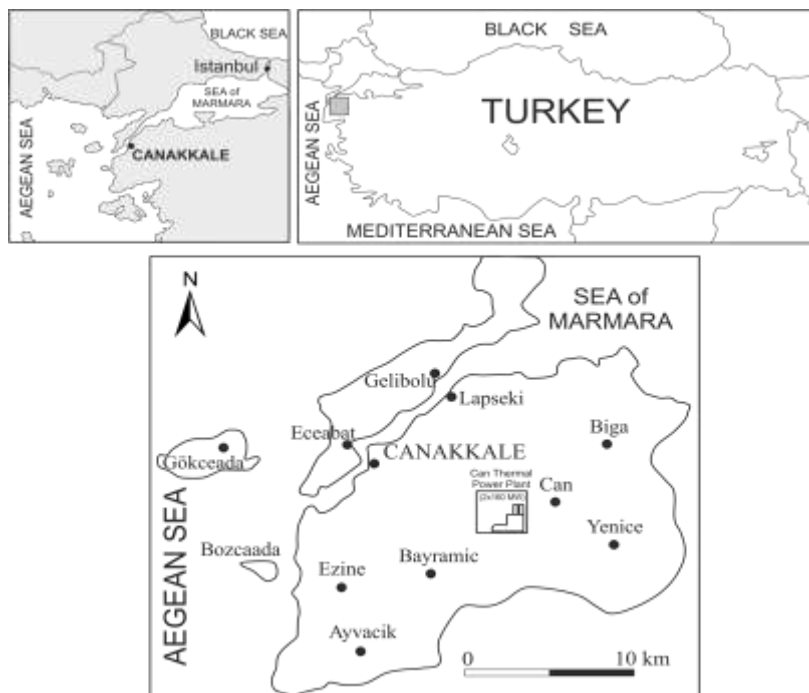 BLACK SEA
Istanbul
SEA of
MARMARA
CANAKKALE
AEGEAN SEA
BLACK SEA
AEGEAN SEA
TURKEY
MEDITERRANEAN SEA
N
SEA of
MARMARA
Gelibolu
Lapseki
Eceabat
Biga
Gökceada
CANAKKALE
Can Thermal
Power Plant
(2x160 MW)
Can
Yenice
AEGEAN SEA
Bozcaada
Ezine
Bayramic
Ayvacik
0 10 km